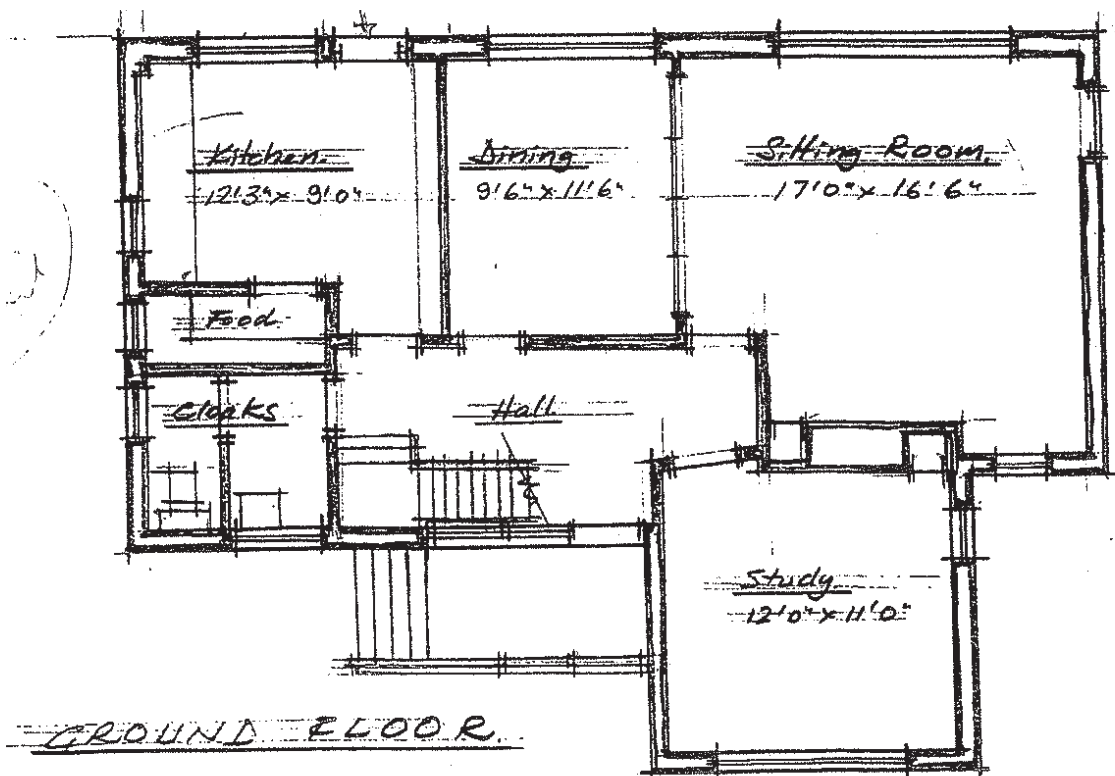 Kitchen.
12'3" x 9'0"
Dining
9'6" x 11'6"
Sitting Room.
17'0" x 16'6"
Food
Cloaks
Hall
Study
12'0" x 11'0"
GROUND FLOOR.